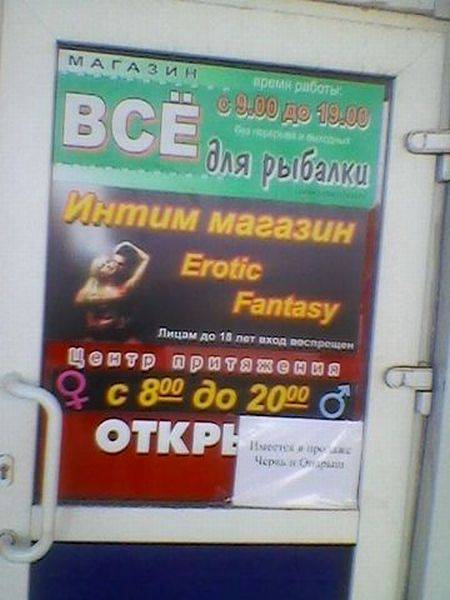 МАГАЗИН
время работы:
ВСЁ
с 9.00 до 19.00
без перерыва и выходных
для рыбалки
Интим магазин
Erotic
Fantasy
Лицам до 18 лет вход воспрещен
Центр притяжения
с 8⁰⁰ до 20⁰⁰
ОТКРЫ
Имеется в продаже
Червь и Опарыш